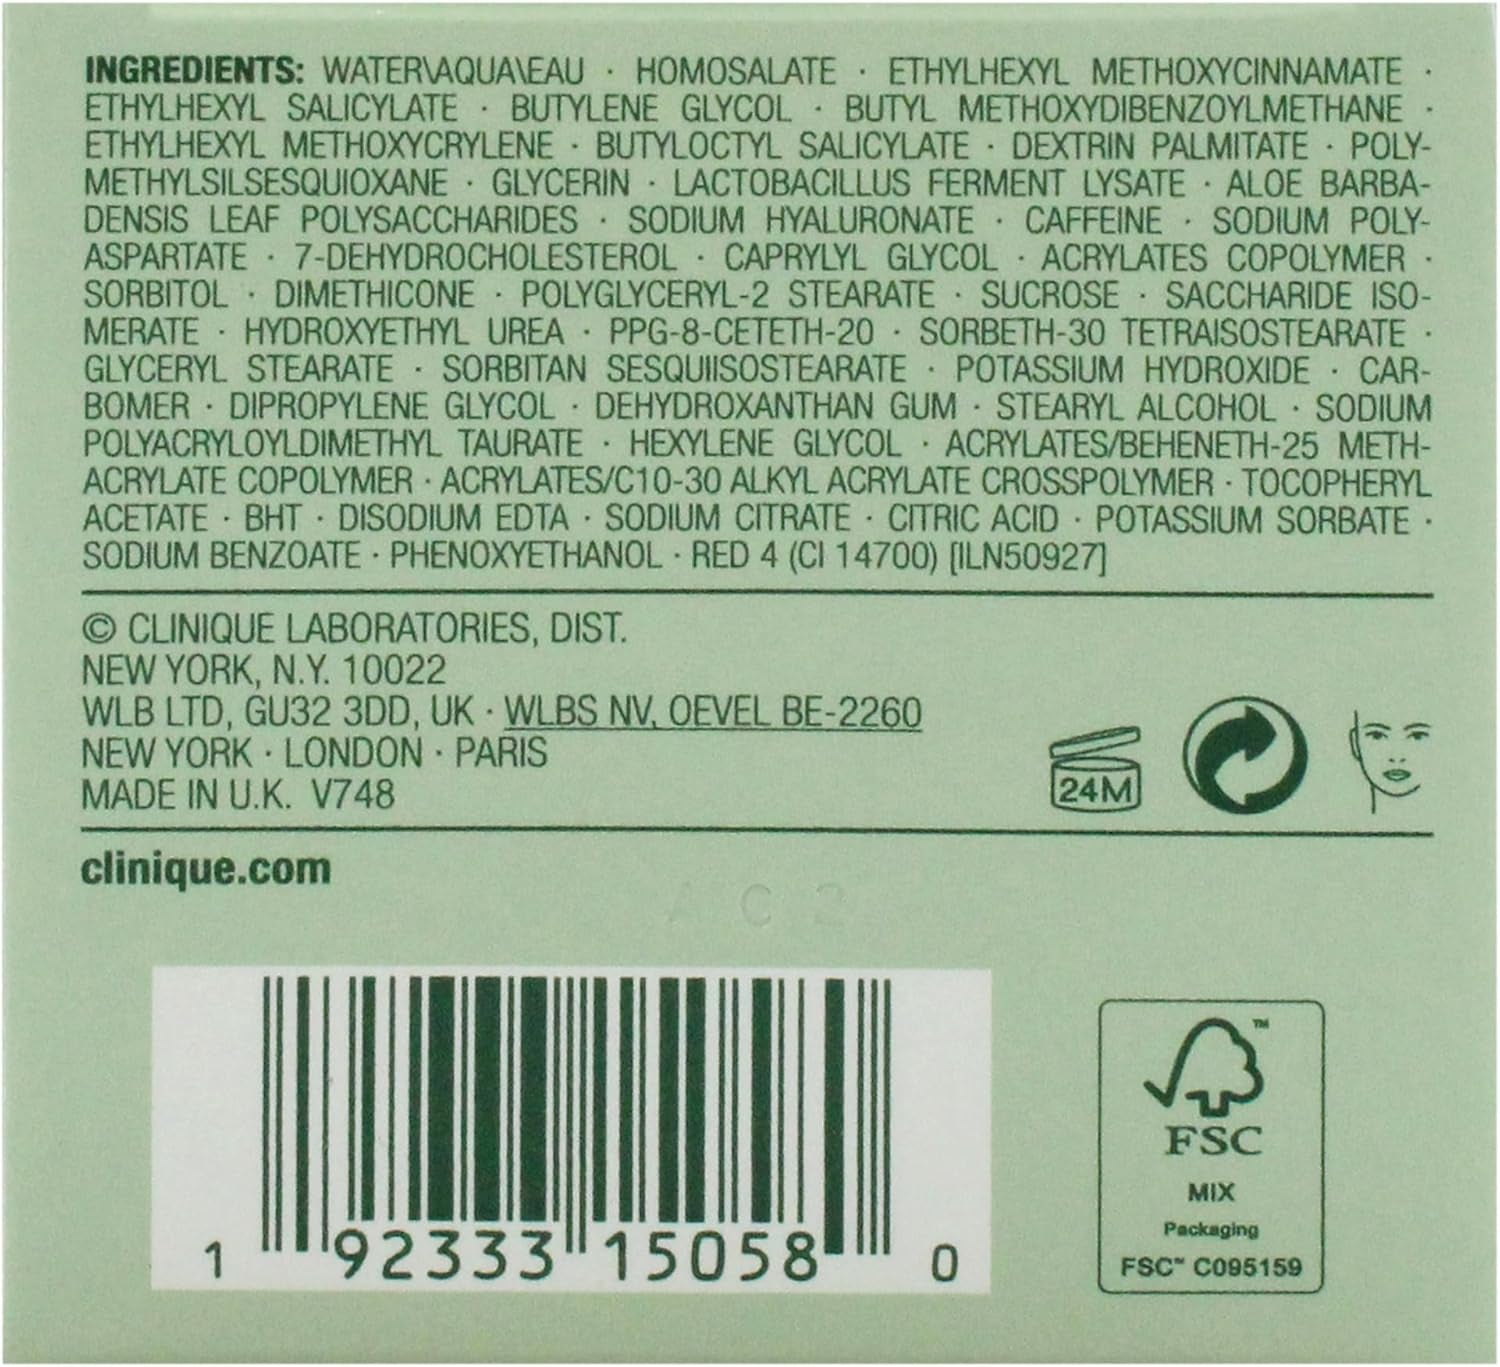 INGREDIENTS: WATER\AQUA\EAU · HOMOSALATE · ETHYLHEXYL METHOXYCINNAMATE ·
ETHYLHEXYL SALICYLATE · BUTYLENE GLYCOL · BUTYL METHOXYDIBENZOYLMETHANE ·
ETHYLHEXYL METHOXYCRYLENE · BUTYLOCTYL SALICYLATE · DEXTRIN PALMITATE · POLY-
METHYLSILSESQUIOXANE · GLYCERIN · LACTOBACILLUS FERMENT LYSATE · ALOE BARBA-
DENSIS LEAF POLYSACCHARIDES · SODIUM HYALURONATE · CAFFEINE · SODIUM POLY-
ASPARTATE · 7-DEHYDROCHOLESTEROL · CAPRYLYL GLYCOL · ACRYLATES COPOLYMER ·
SORBITOL · DIMETHICONE · POLYGLYCERYL-2 STEARATE · SUCROSE · SACCHARIDE ISO-
MERATE · HYDROXYETHYL UREA · PPG-8-CETETH-20 · SORBETH-30 TETRAISOSTEARATE ·
GLYCERYL STEARATE · SORBITAN SESQUIISOSTEARATE · POTASSIUM HYDROXIDE · CAR-
BOMER · DIPROPYLENE GLYCOL · DEHYDROXANTHAN GUM · STEARYL ALCOHOL · SODIUM
POLYACRYLOYLDIMETHYL TAURATE · HEXYLENE GLYCOL · ACRYLATES/BEHENETH-25 METH-
ACRYLATE COPOLYMER · ACRYLATES/C10-30 ALKYL ACRYLATE CROSSPOLYMER · TOCOPHERYL
ACETATE · BHT · DISODIUM EDTA · SODIUM CITRATE · CITRIC ACID · POTASSIUM SORBATE ·
SODIUM BENZOATE · PHENOXYETHANOL · RED 4 (CI 14700) [ILN50927]
© CLINIQUE LABORATORIES, DIST.
NEW YORK, N.Y. 10022
WLB LTD, GU32 3DD, UK · WLBS NV, OEVEL BE-2260
NEW YORK · LONDON · PARIS
MADE IN U.K. V748
24M
clinique.com
A C 2
1 92333 15058 0
™
FSC
MIX
Packaging
FSC™ C095159